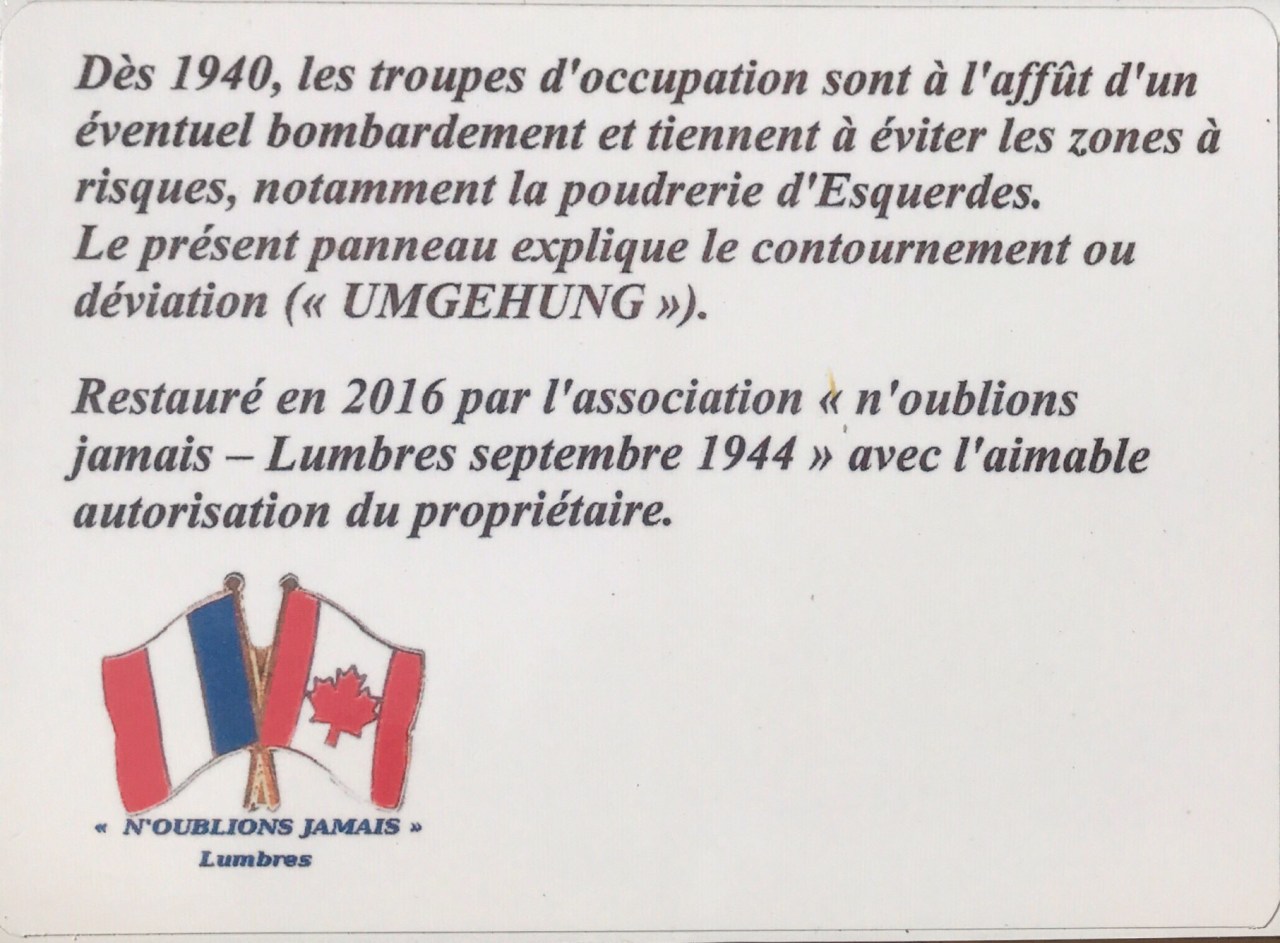 Dès 1940, les troupes d'occupation sont à l'affût d'un
éventuel bombardement et tiennent à éviter les zones à
risques, notamment la poudrerie d'Esquerdes.
Le présent panneau explique le contournement ou
déviation (« UMGEHUNG »).
Restauré en 2016 par l'association « n'oublions
jamais – Lumbres septembre 1944 » avec l'aimable
autorisation du propriétaire.
« N'OUBLIONS JAMAIS »
Lumbres